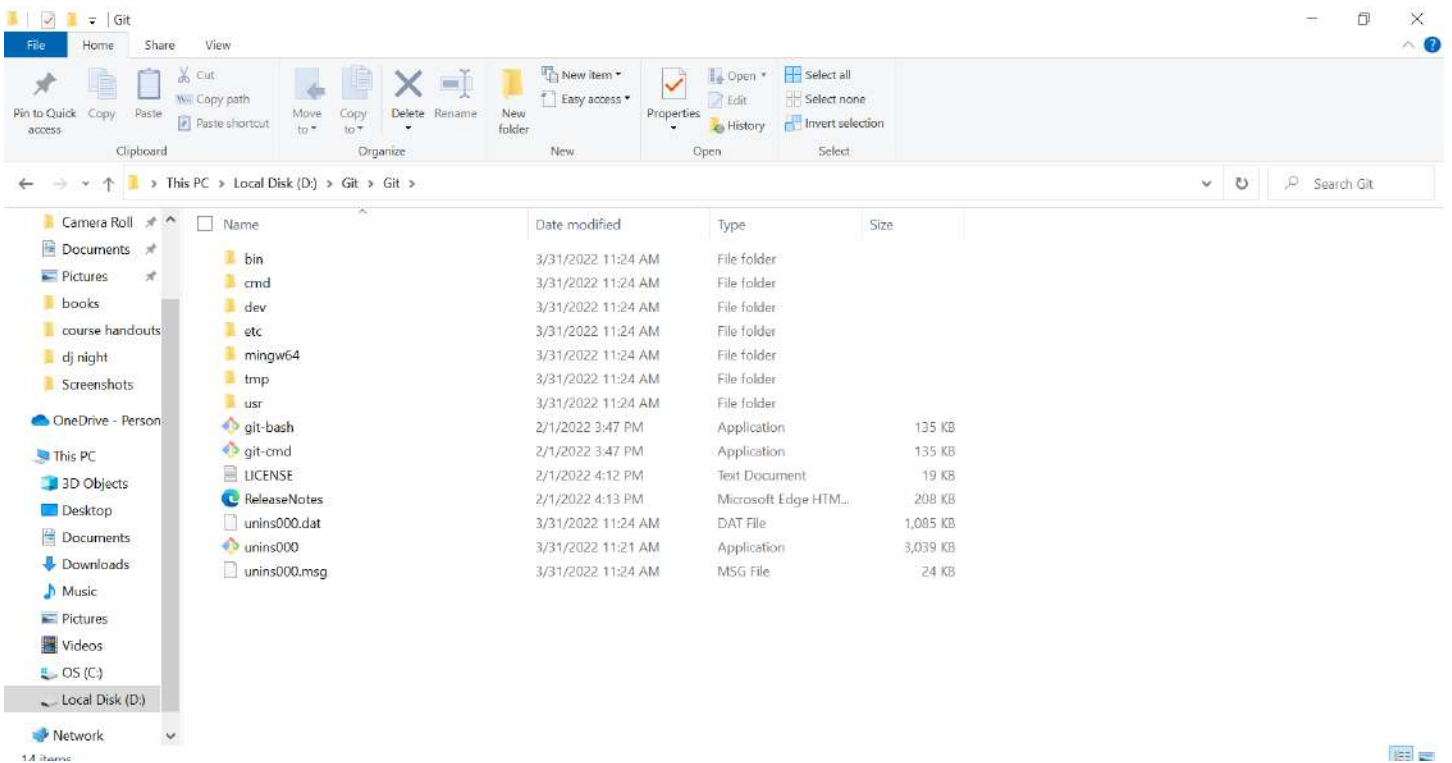 Git
File Home Share View
Pin to Quick access
Copy
Paste
Cut
Copy path
Paste shortcut
Clipboard
Move to
Copy to
Delete
Rename
Organize
New folder
New item
Easy access
New
Properties
Open
Edit
History
Open
Select all
Select none
Invert selection
Select
This PC > Local Disk (D:) > Git > Git >
Search Git
Camera Roll
Documents
Pictures
books
course handouts
dj night
Screenshots
OneDrive - Person
This PC
3D Objects
Desktop
Documents
Downloads
Music
Pictures
Videos
OS (C:)
Local Disk (D:)
Network
Name Date modified Type Size
bin 3/31/2022 11:24 AM File folder
cmd 3/31/2022 11:24 AM File folder
dev 3/31/2022 11:24 AM File folder
etc 3/31/2022 11:24 AM File folder
mingw64 3/31/2022 11:24 AM File folder
tmp 3/31/2022 11:24 AM File folder
usr 3/31/2022 11:24 AM File folder
git-bash 2/1/2022 3:47 PM Application 135 KB
git-cmd 2/1/2022 3:47 PM Application 135 KB
LICENSE 2/1/2022 4:12 PM Text Document 19 KB
ReleaseNotes 2/1/2022 4:13 PM Microsoft Edge HTM... 208 KB
unins000.dat 3/31/2022 11:24 AM DAT File 1,085 KB
unins000 3/31/2022 11:21 AM Application 3,039 KB
unins000.msg 3/31/2022 11:24 AM MSG File 24 KB
14 items